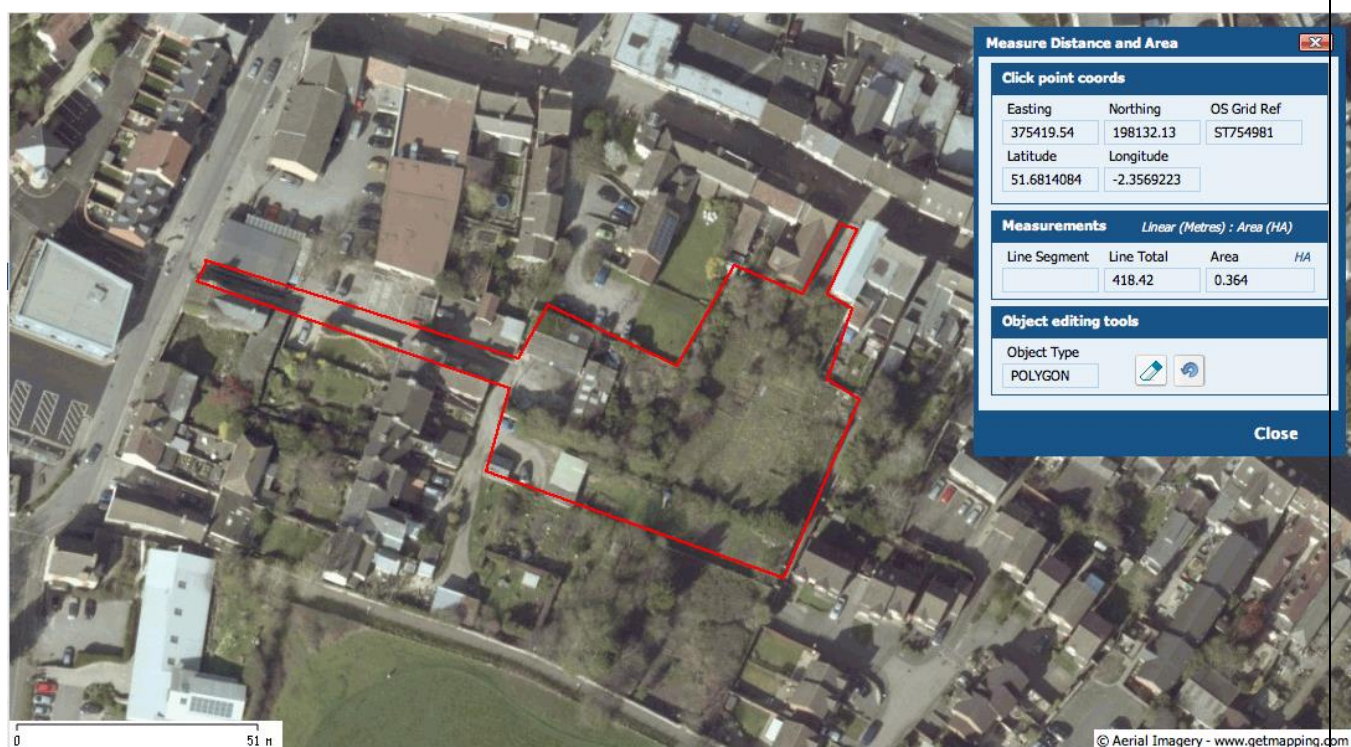 Measure Distance and Area
Click point coords
Easting Northing OS Grid Ref
375419.54 198132.13 ST754981
Latitude Longitude
51.6814084 -2.3569223
Measurements Linear (Metres) : Area (HA)
Line Segment Line Total Area HA
418.42 0.364
Object editing tools
Object Type
POLYGON
Close
0 51 M
© Aerial Imagery - www.getmapping.com